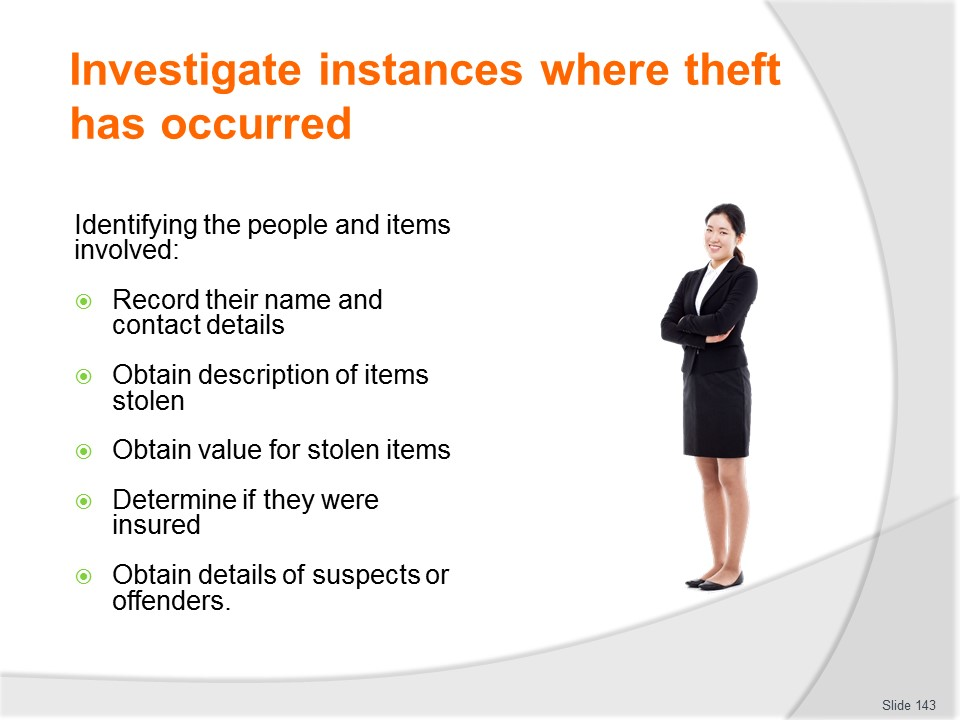 Investigate instances where theft
has occurred
Identifying the people and items
involved:
Record their name and
contact details
Obtain description of items
stolen
Obtain value for stolen items
Determine if they were
insured
Obtain details of suspects or
offenders.
Slide 143